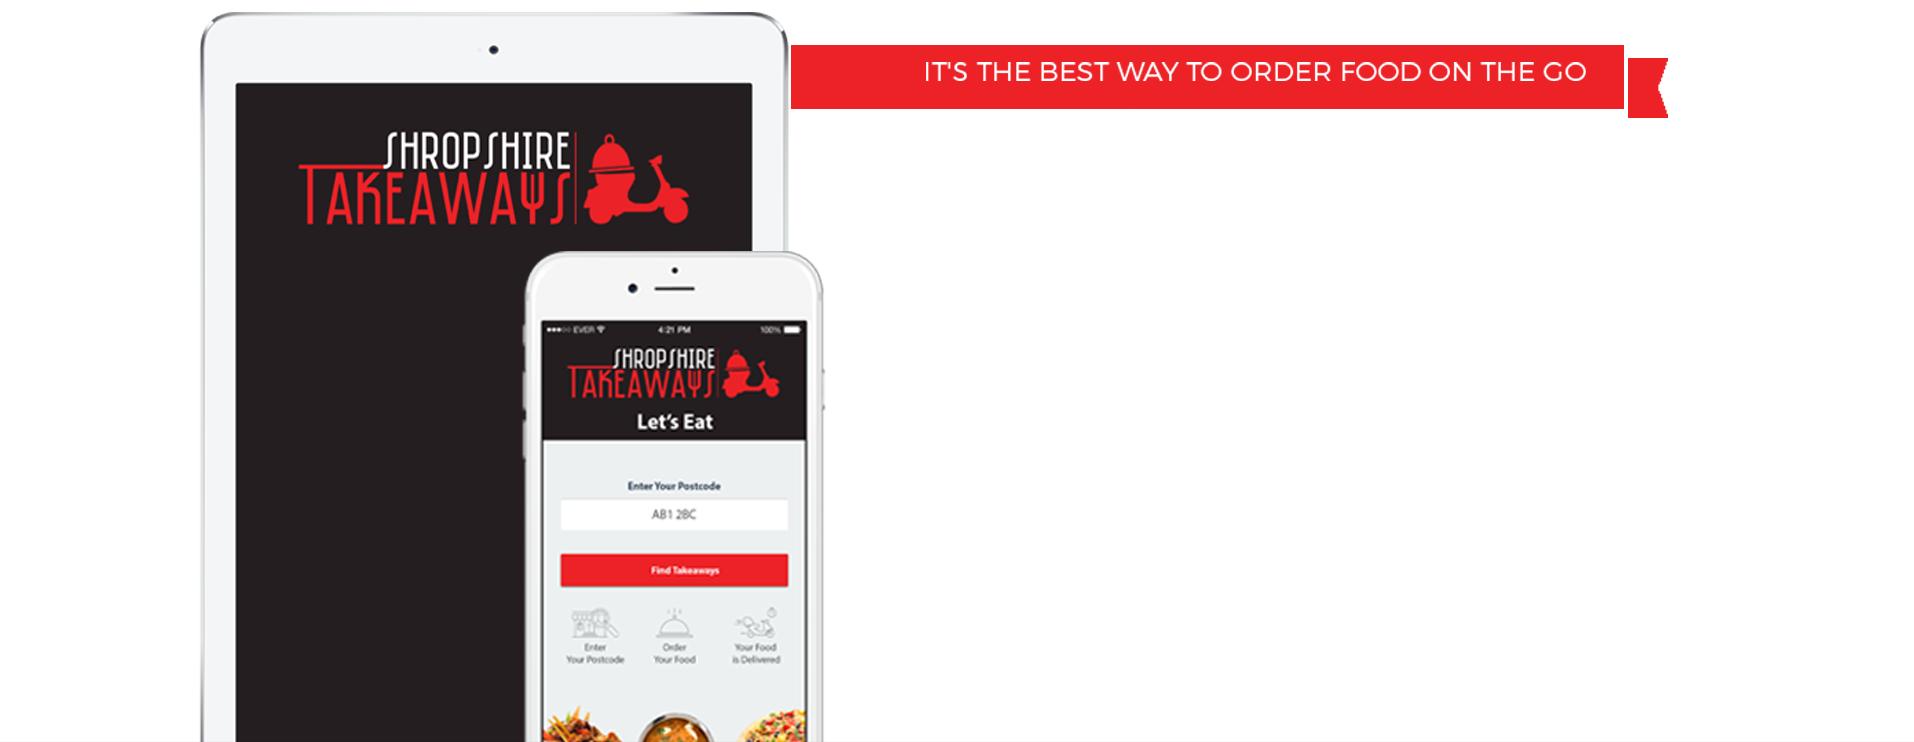 IT'S THE BEST WAY TO ORDER FOOD ON THE GO
SHROPSHIRE
TAKEAWAYS
EVER 4:21 PM 100%
SHROPSHIRE
TAKEAWAYS
Let's Eat
Enter Your Postcode
AB1 2BC
Find Takeaways
Enter
Your Postcode
Order
Your Food
Your Food
is Delivered